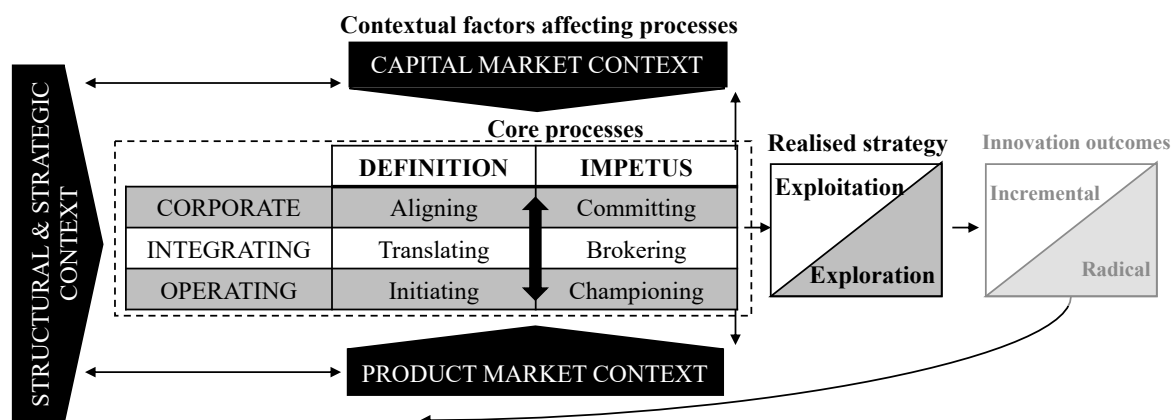 Contextual factors affecting processes
CAPITAL MARKET CONTEXT
STRUCTURAL & STRATEGIC
CONTEXT
Core processes
DEFINITION IMPETUS
CORPORATE Aligning Committing
INTEGRATING Translating Brokering
OPERATING Initiating Championing
Realised strategy
Exploitation
Exploration
Innovation outcomes
Incremental
Radical
PRODUCT MARKET CONTEXT